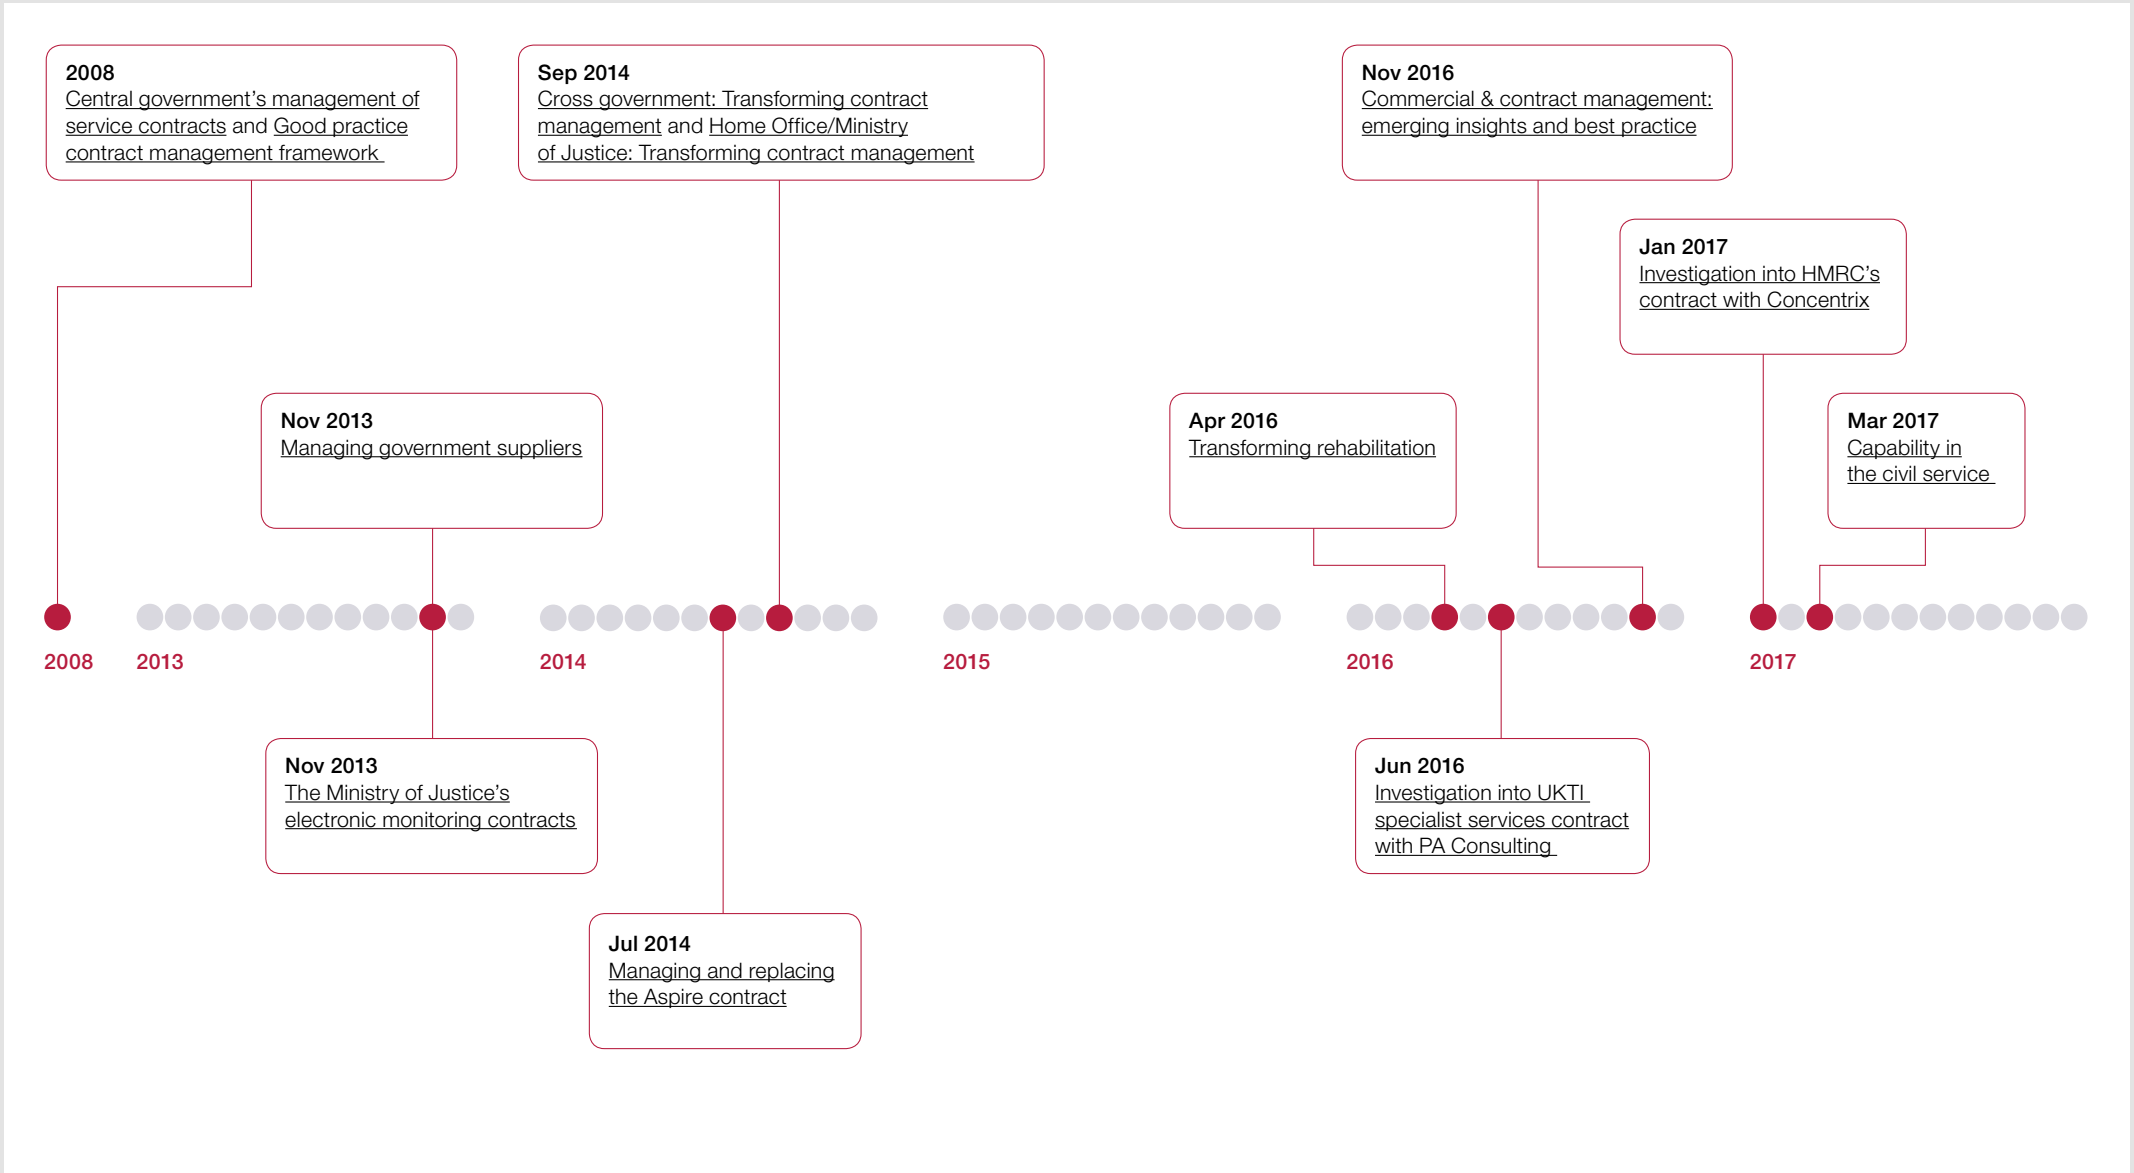 2008
Central government’s management of
service contracts and Good practice
contract management framework
Sep 2014
Cross government: Transforming contract
management and Home Office/Ministry
of Justice: Transforming contract management
Nov 2016
Commercial & contract management:
emerging insights and best practice
Jan 2017
Investigation into HMRC’s
contract with Concentrix
Nov 2013
Managing government suppliers
Apr 2016
Transforming rehabilitation
Mar 2017
Capability in
the civil service
2008
2013
2014
2015
2016
2017
Nov 2013
The Ministry of Justice’s
electronic monitoring contracts
Jun 2016
Investigation into UKTI
specialist services contract
with PA Consulting
Jul 2014
Managing and replacing
the Aspire contract